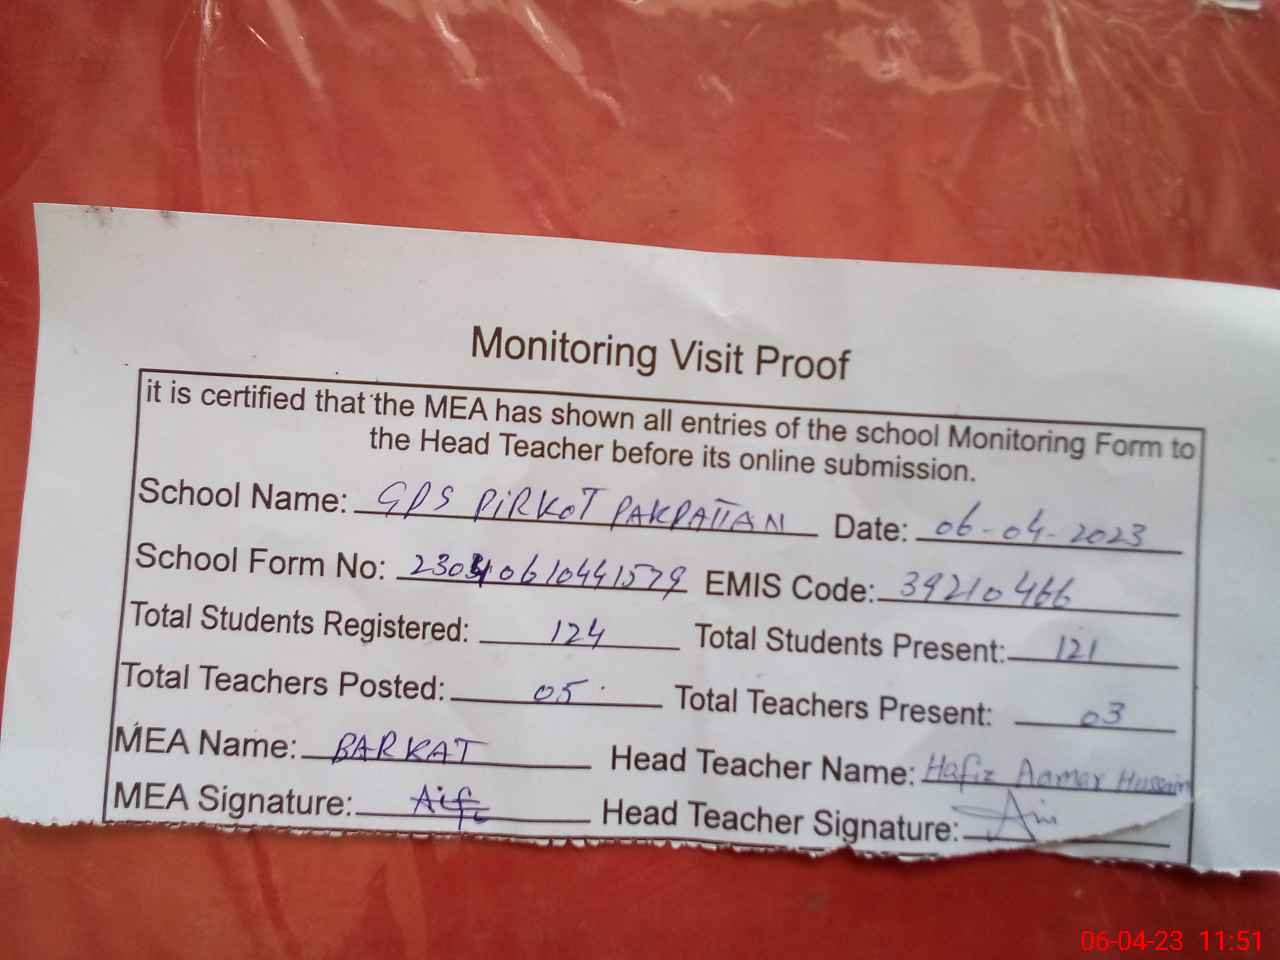 Monitoring Visit Proof
it is certified that the MEA has shown all entries of the school Monitoring Form to
the Head Teacher before its online submission.
School Name: GPS PIRKOT PAKPATTAN Date: 06-04-2023
School Form No: 230410610441579 EMIS Code: 39210466
Total Students Registered: 124 Total Students Present: 121
Total Teachers Posted: 05 Total Teachers Present: 03
MEA Name: BARKAT Head Teacher Name: Hafiz Aamar Hussain
MEA Signature: Head Teacher Signature:
06-04-23 11:51